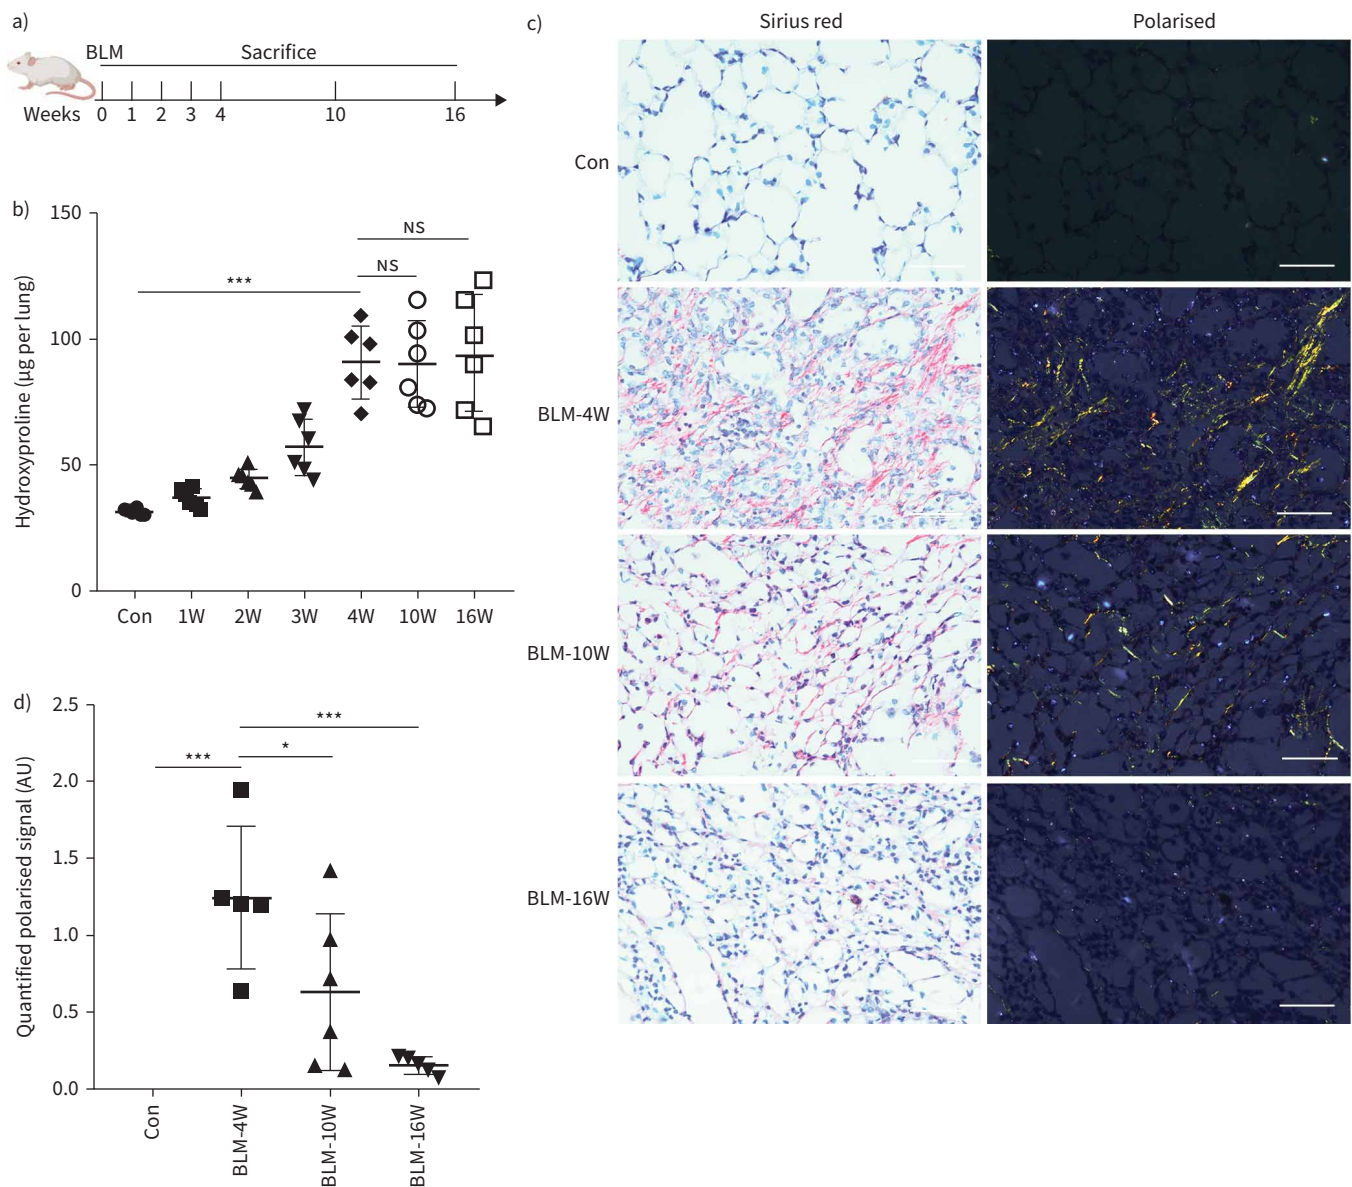 a)
BLM
Sacrifice
Weeks 0 1 2 3 4 10 16
b)
Hydroxyproline (µg per lung)
150
100
50
0
***
NS
NS
Con 1W 2W 3W 4W 10W 16W
c)
Sirius red Polarised
Con
BLM-4W
BLM-10W
BLM-16W
d)
Quantified polarised signal (AU)
2.5
2.0
1.5
1.0
0.5
0.0
***
*
***
Con
BLM-4W
BLM-10W
BLM-16W